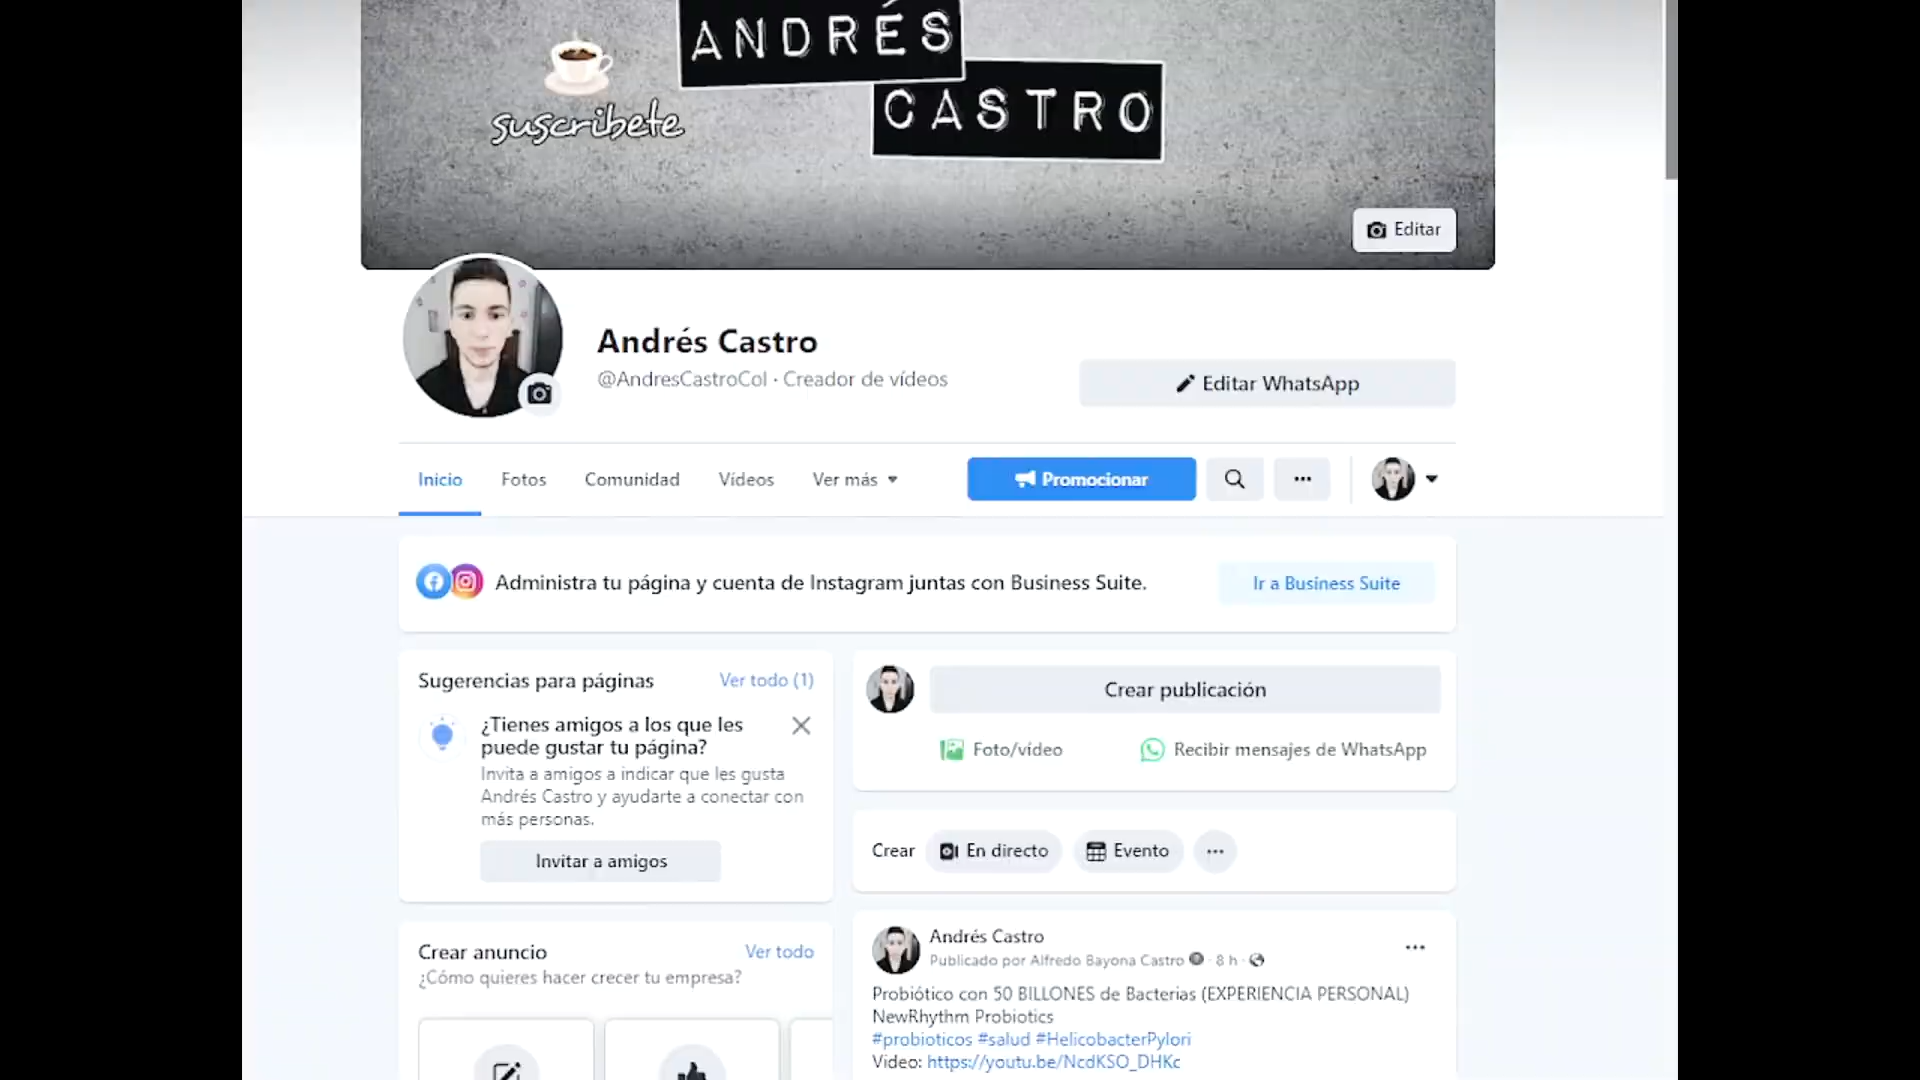 ANDRÉS
CASTRO
suscribete
Editar
Andrés Castro
@AndresCastroCol · Creador de vídeos
Editar WhatsApp
Inicio
Fotos
Comunidad
Vídeos
Ver más
Promocionar
Administra tu página y cuenta de Instagram juntas con Business Suite.
Ir a Business Suite
Sugerencias para páginas
Ver todo (1)
¿Tienes amigos a los que les
puede gustar tu página?
Invita a amigos a indicar que les gusta
Andrés Castro y ayudarte a conectar con
más personas.
Invitar a amigos
Crear anuncio
Ver todo
¿Cómo quieres hacer crecer tu empresa?
Crear publicación
Foto/vídeo
Recibir mensajes de WhatsApp
Crear
En directo
Evento
Andrés Castro
Publicado por Alfredo Bayona Castro · 8 h ·
Probiótico con 50 BILLONES de Bacterias (EXPERIENCIA PERSONAL)
NewRhythm Probiotics
#probioticos #salud #HelicobacterPylori
Video: https://youtu.be/NcdKSO_DHKc